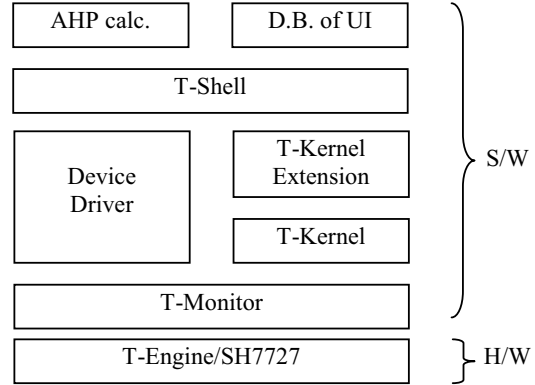 AHP calc.
D.B. of UI
T-Shell
Device
Driver
T-Kernel
Extension
T-Kernel
T-Monitor
T-Engine/SH7727
S/W
H/W